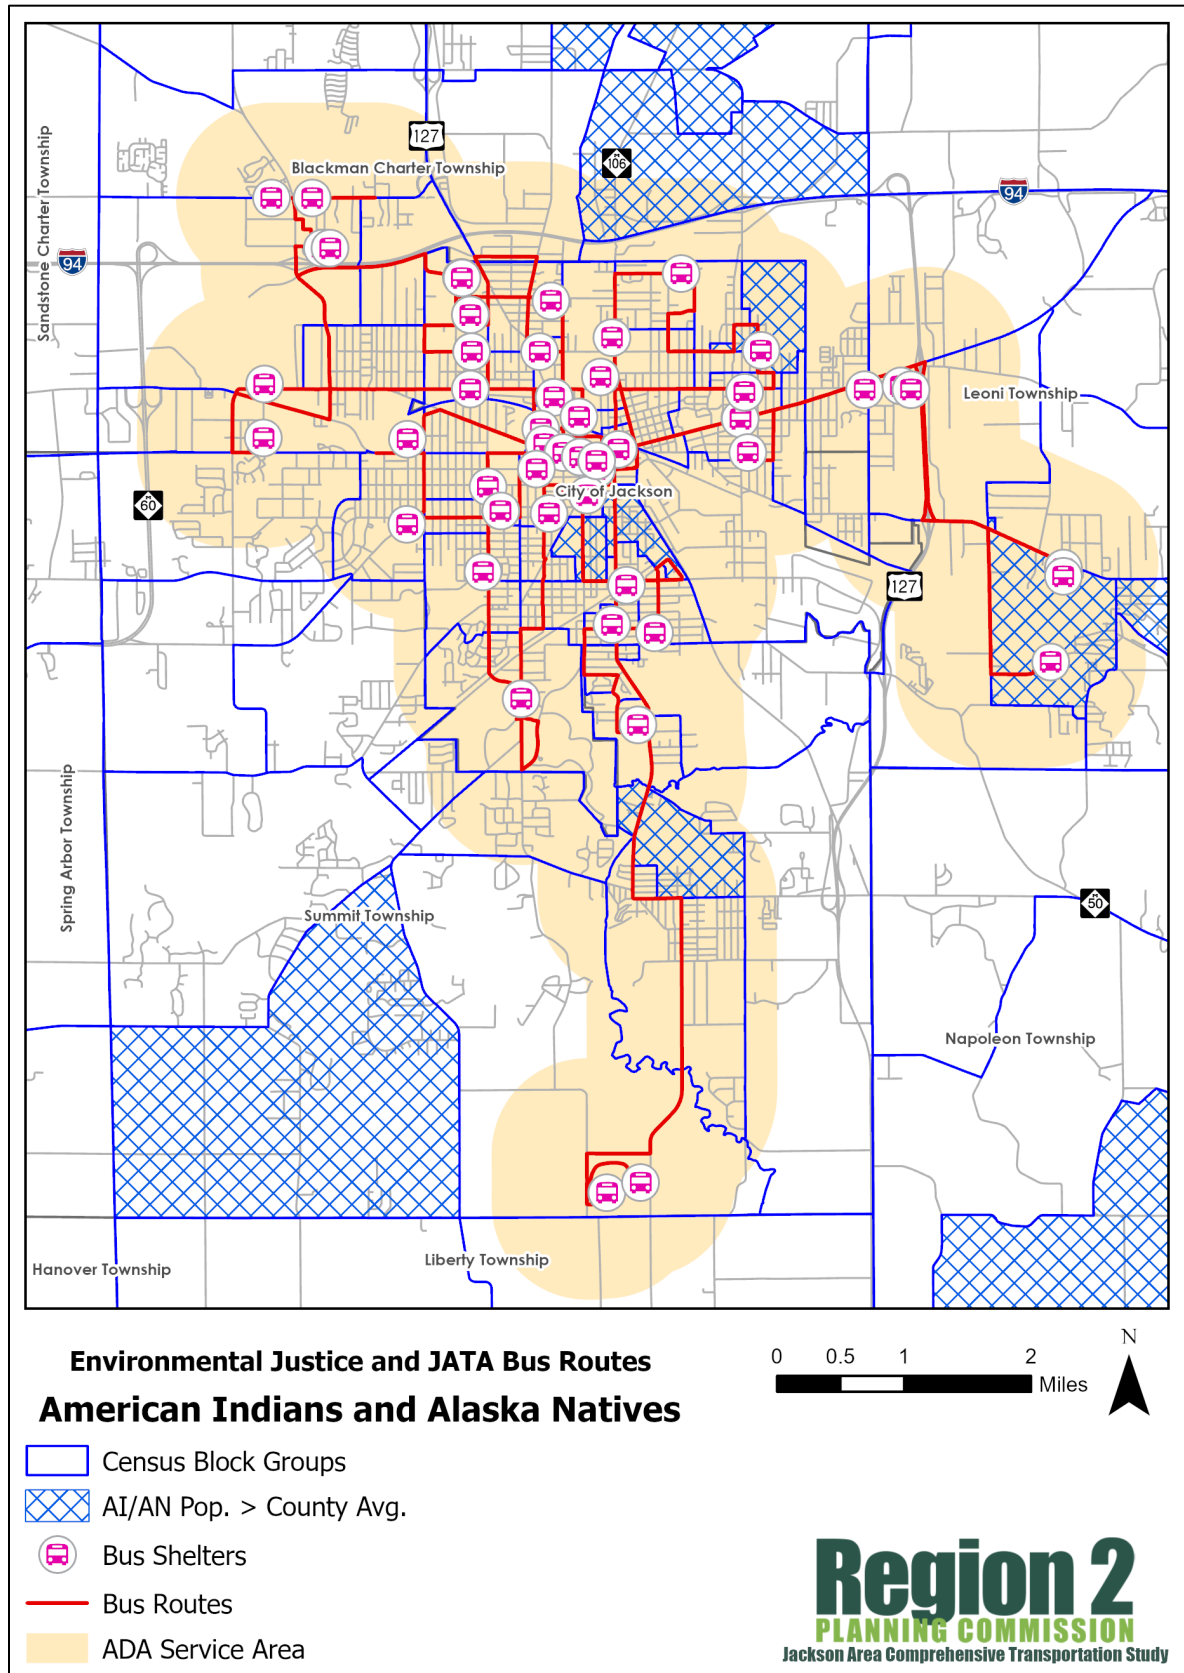 127
M
106
Blackman Charter Township
Sandstone Charter Township
94
94
Leoni Township
M
60
City of Jackson
127
Spring Arbor Township
Summit Township
M
50
Napoleon Township
Hanover Township
Liberty Township
Environmental Justice and JATA Bus Routes
American Indians and Alaska Natives
0 0.5 1 2
Miles
N
Census Block Groups
AI/AN Pop. > County Avg.
Bus Shelters
Bus Routes
ADA Service Area
Region 2
PLANNING COMMISSION
Jackson Area Comprehensive Transportation Study